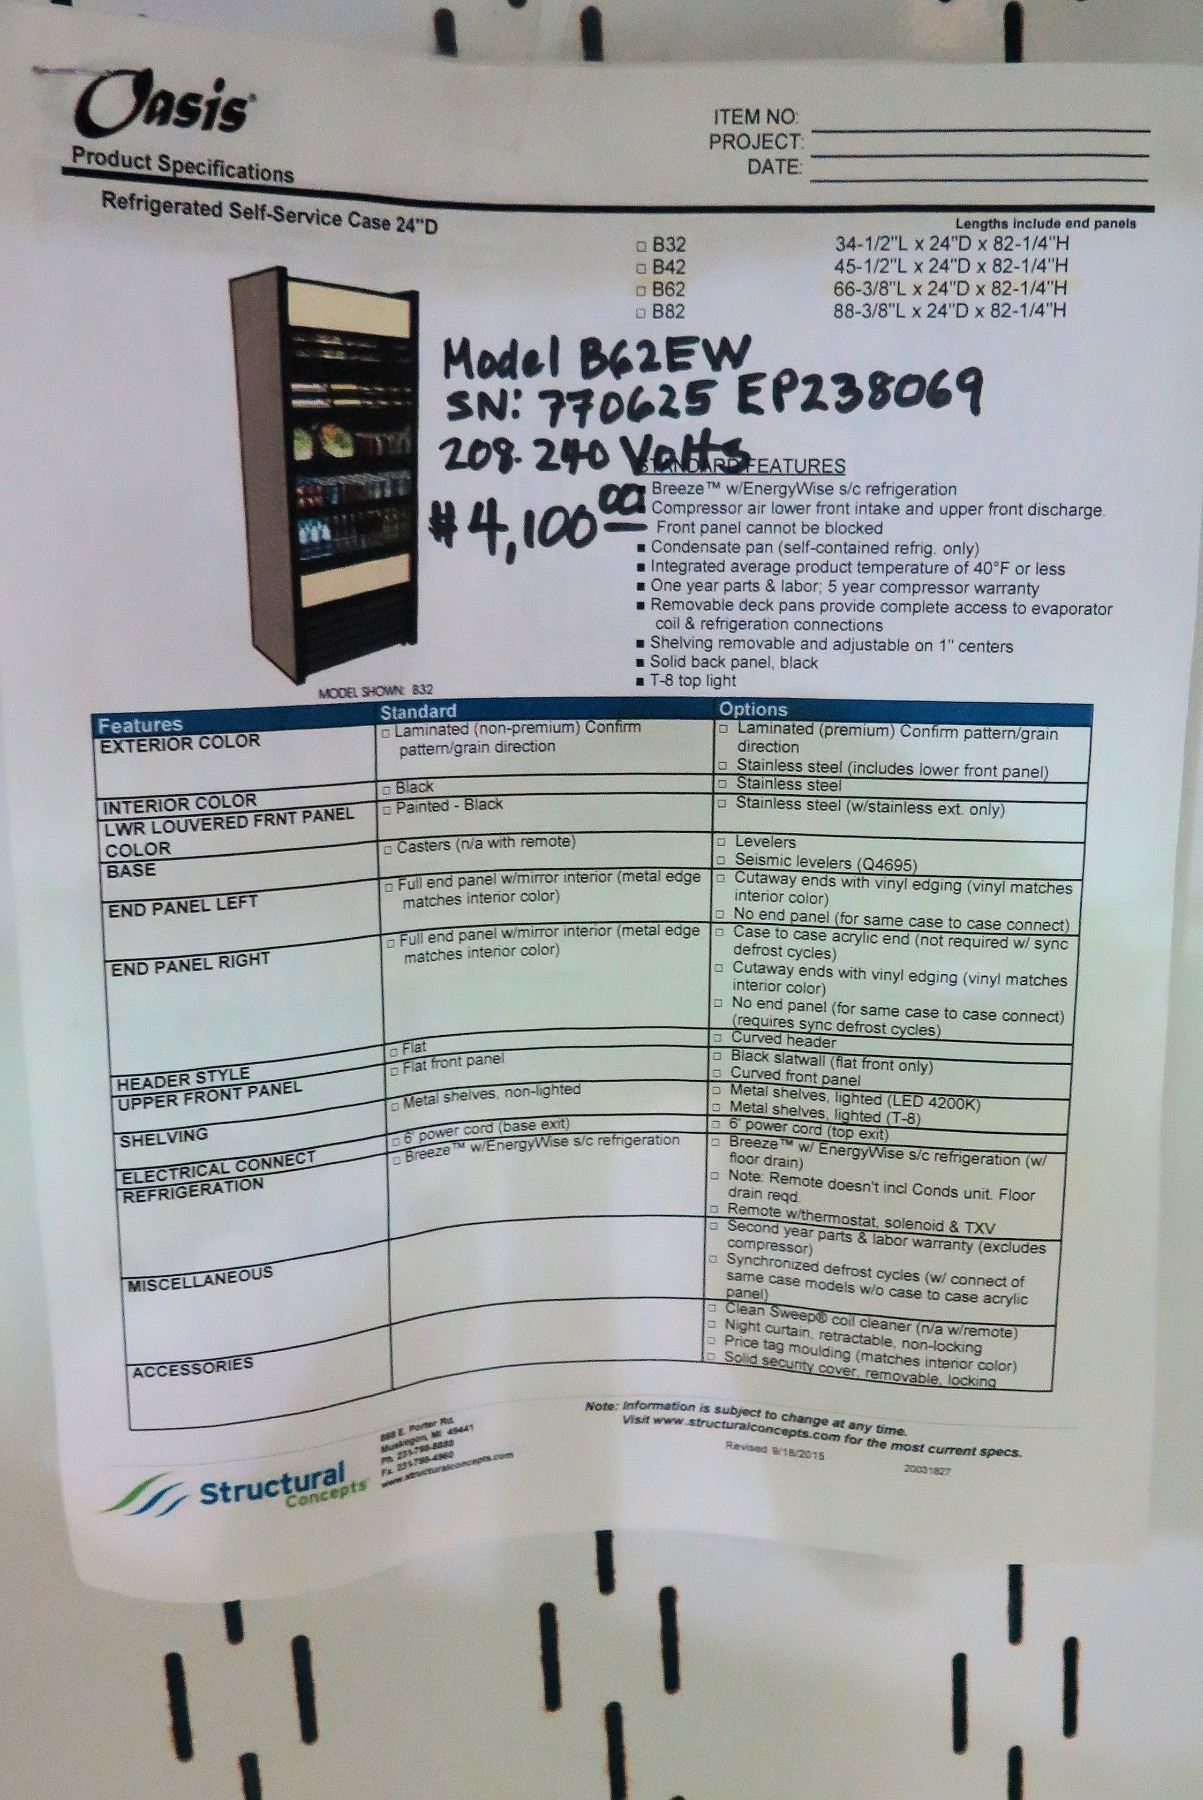 Oasis®
Product Specifications
ITEM NO:
PROJECT:
DATE:
Refrigerated Self-Service Case 24"D
Lengths include end panels
□ B32 34-1/2"L x 24"D x 82-1/4"H
□ B42 45-1/2"L x 24"D x 82-1/4"H
□ B62 66-3/8"L x 24"D x 82-1/4"H
□ B82 88-3/8"L x 24"D x 82-1/4"H
Model B62EW
SN: 770625 EP238069
208-240 Volts
$4,100 00
STANDARD FEATURES
■ Breeze™ w/EnergyWise s/c refrigeration
■ Compressor air lower front intake and upper front discharge.
Front panel cannot be blocked
■ Condensate pan (self-contained refrig. only)
■ Integrated average product temperature of 40°F or less
■ One year parts & labor; 5 year compressor warranty
■ Removable deck pans provide complete access to evaporator
coil & refrigeration connections
■ Shelving removable and adjustable on 1" centers
■ Solid back panel, black
■ T-8 top light
MODEL SHOWN: B32
Features Standard Options
EXTERIOR COLOR
□ Laminated (non-premium) Confirm
pattern/grain direction
□ Laminated (premium) Confirm pattern/grain
direction
□ Stainless steel (includes lower front panel)
INTERIOR COLOR
□ Black
□ Stainless steel
LWR LOUVERED FRNT PANEL
COLOR
□ Painted - Black
□ Stainless steel (w/stainless ext. only)
BASE
□ Casters (n/a with remote)
□ Levelers
□ Seismic levelers (Q4695)
END PANEL LEFT
□ Full end panel w/mirror interior (metal edge
matches interior color)
□ Cutaway ends with vinyl edging (vinyl matches
interior color)
□ No end panel (for same case to case connect)
END PANEL RIGHT
□ Full end panel w/mirror interior (metal edge
matches interior color)
□ Case to case acrylic end (not required w/ sync
defrost cycles)
□ Cutaway ends with vinyl edging (vinyl matches
interior color)
□ No end panel (for same case to case connect)
(requires sync defrost cycles)
HEADER STYLE
□ Flat
□ Curved header
UPPER FRONT PANEL
□ Flat front panel
□ Black slatwall (flat front only)
□ Curved front panel
SHELVING
□ Metal shelves, non-lighted
□ Metal shelves, lighted (LED 4200K)
□ Metal shelves, lighted (T-8)
ELECTRICAL CONNECT
□ 6' power cord (base exit)
□ 6' power cord (top exit)
REFRIGERATION
□ Breeze™ w/EnergyWise s/c refrigeration
□ Breeze™ w/ EnergyWise s/c refrigeration (w/
floor drain)
□ Note: Remote doesn't incl Conds unit. Floor
drain reqd.
□ Remote w/thermostat, solenoid & TXV
MISCELLANEOUS
□ Second year parts & labor warranty (excludes
compressor)
□ Synchronized defrost cycles (w/ connect of
same case models w/o case to case acrylic
panel)
ACCESSORIES
□ Clean Sweep® coil cleaner (n/a w/remote)
□ Night curtain, retractable, non-locking
□ Price tag moulding (matches interior color)
□ Solid security cover, removable, locking
Note: Information is subject to change at any time.
Visit www.structuralconcepts.com for the most current specs.
Revised 9/18/2015
20031827
Structural
Concepts®
888 E. Porter Rd.
Muskegon, MI 49441
Ph. 231-798-8888
Fx. 231-798-4960
www.structuralconcepts.com